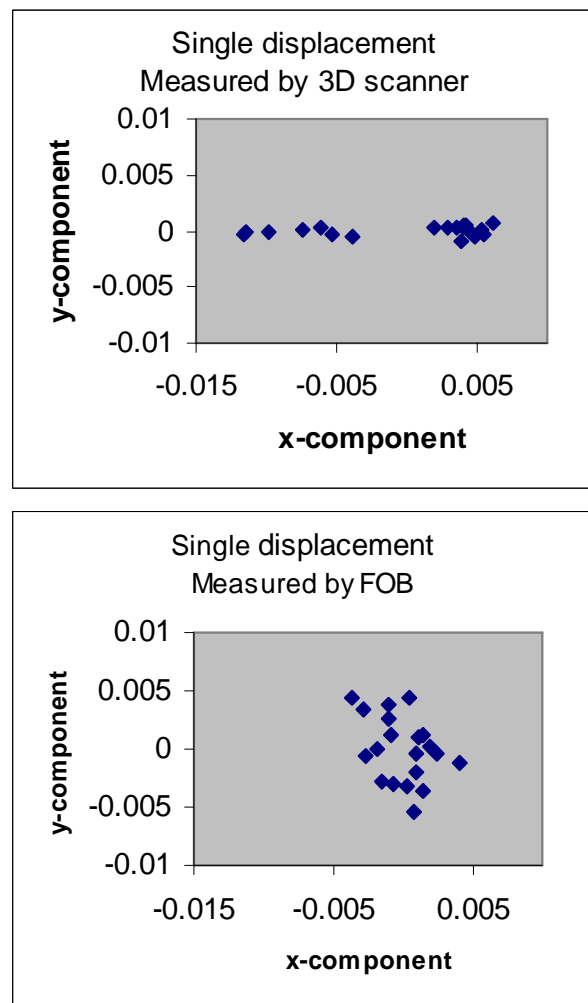 Single displacement
Measured by 3D scanner
0.01
0.005
0
-0.005
-0.01
y-component
-0.015 -0.005 0.005
x-component
Single displacement
Measured by FOB
0.01
0.005
0
-0.005
-0.01
y-component
-0.015 -0.005 0.005
x-component